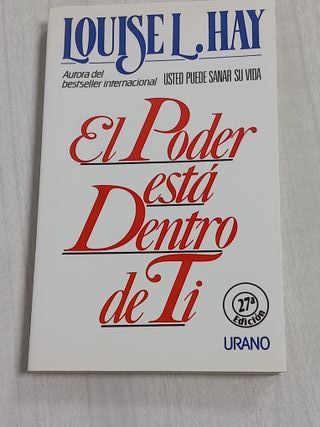 LOUISE L. HAY
Autora del
bestseller internacional
USTED PUEDE SANAR SU VIDA
El Poder
está
Dentro
de Ti
27ª
Edición
URANO